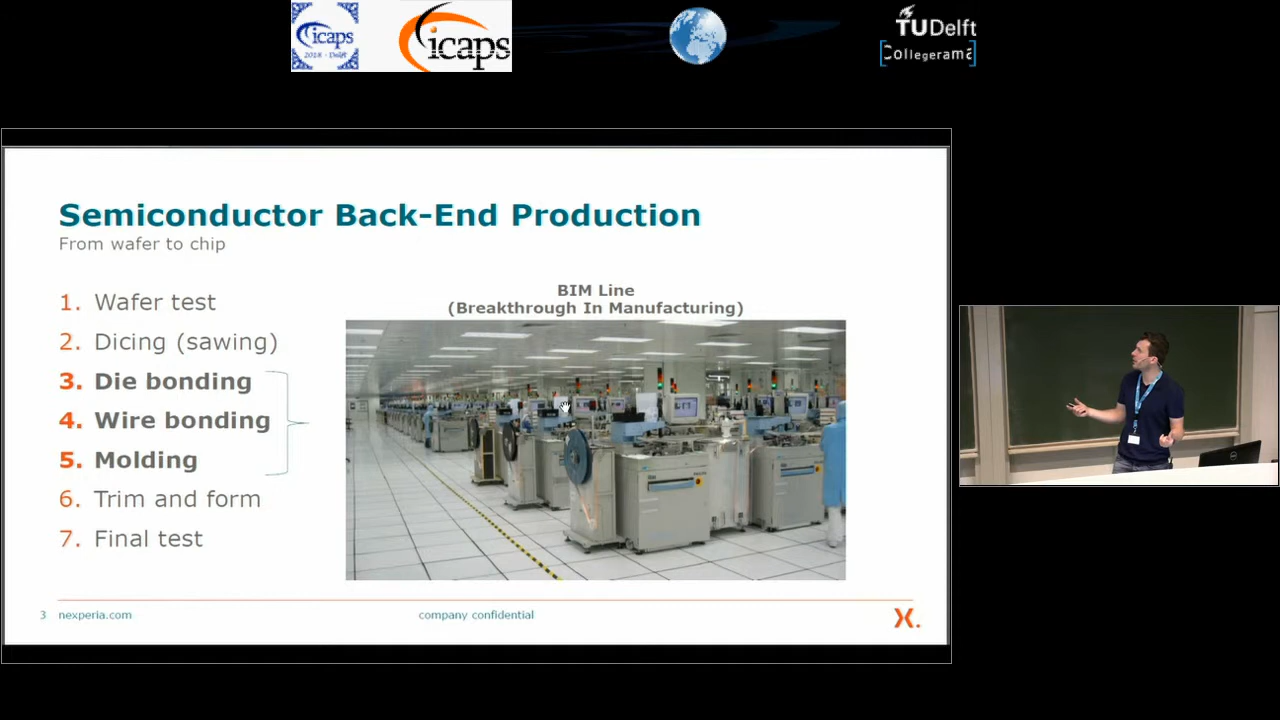 icaps
2018 - Delft
icaps
TUDelft
Collegerama
Semiconductor Back-End Production
From wafer to chip
1. Wafer test
2. Dicing (sawing)
3. Die bonding
4. Wire bonding
5. Molding
6. Trim and form
7. Final test
BIM Line
(Breakthrough In Manufacturing)
3 nexperia.com
company confidential
X.